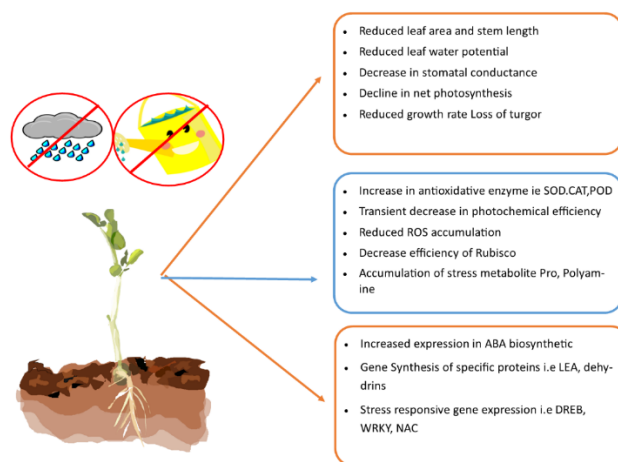 • Reduced leaf area and stem length
• Reduced leaf water potential
• Decrease in stomatal conductance
• Decline in net photosynthesis
• Reduced growth rate Loss of turgor
• Increase in antioxidative enzyme ie SOD.CAT,POD
• Transient decrease in photochemical efficiency
• Reduced ROS accumulation
• Decrease efficiency of Rubisco
• Accumulation of stress metabolite Pro, Polyam-
ine
• Increased expression in ABA biosynthetic
• Gene Synthesis of specific proteins i.e LEA, dehy-
drins
• Stress responsive gene expression i.e DREB,
WRKY, NAC